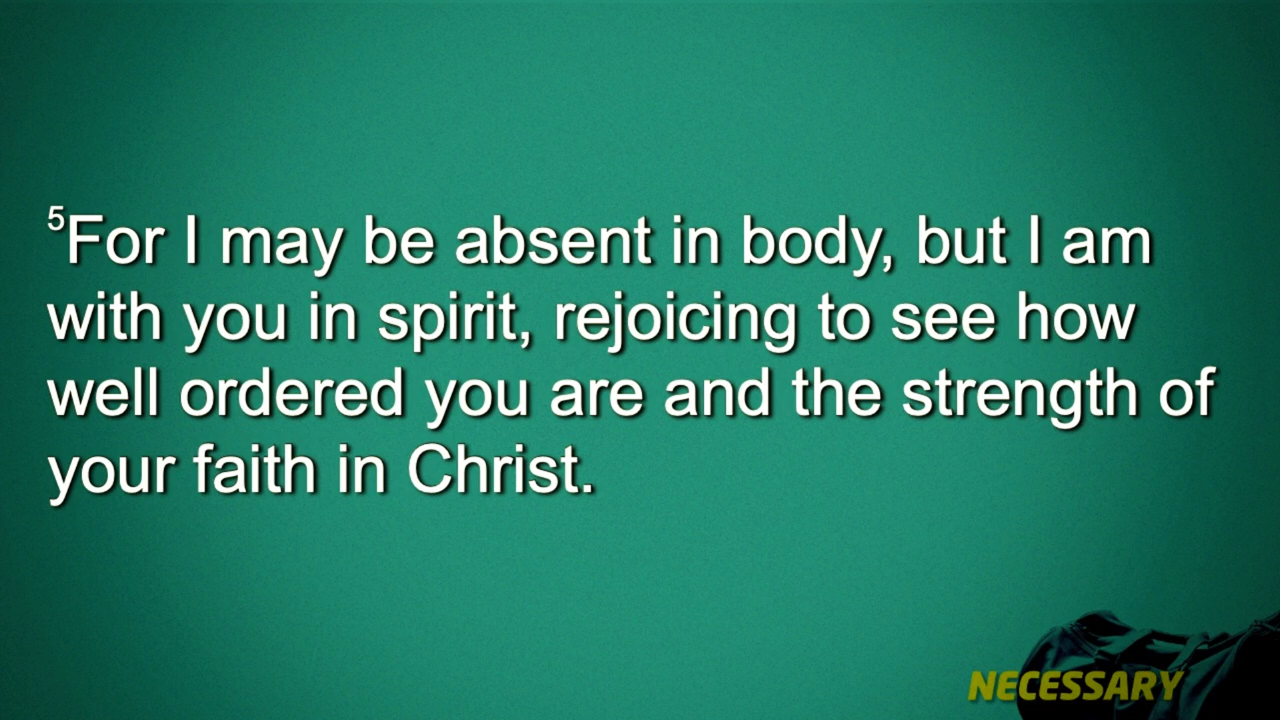 ⁵For I may be absent in body, but I am
with you in spirit, rejoicing to see how
well ordered you are and the strength of
your faith in Christ.
NECESSARY